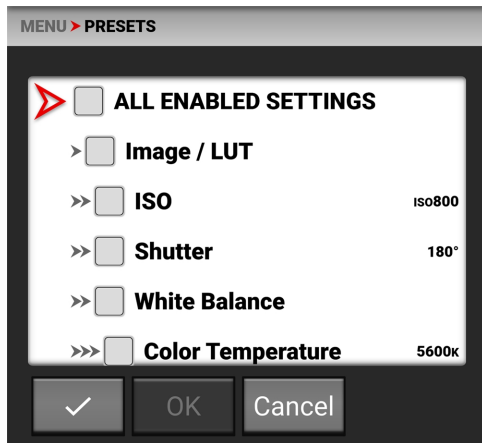 MENU > PRESETS
ALL ENABLED SETTINGS
Image / LUT
ISO ISO800
Shutter 180°
White Balance
Color Temperature 5600K
OK Cancel